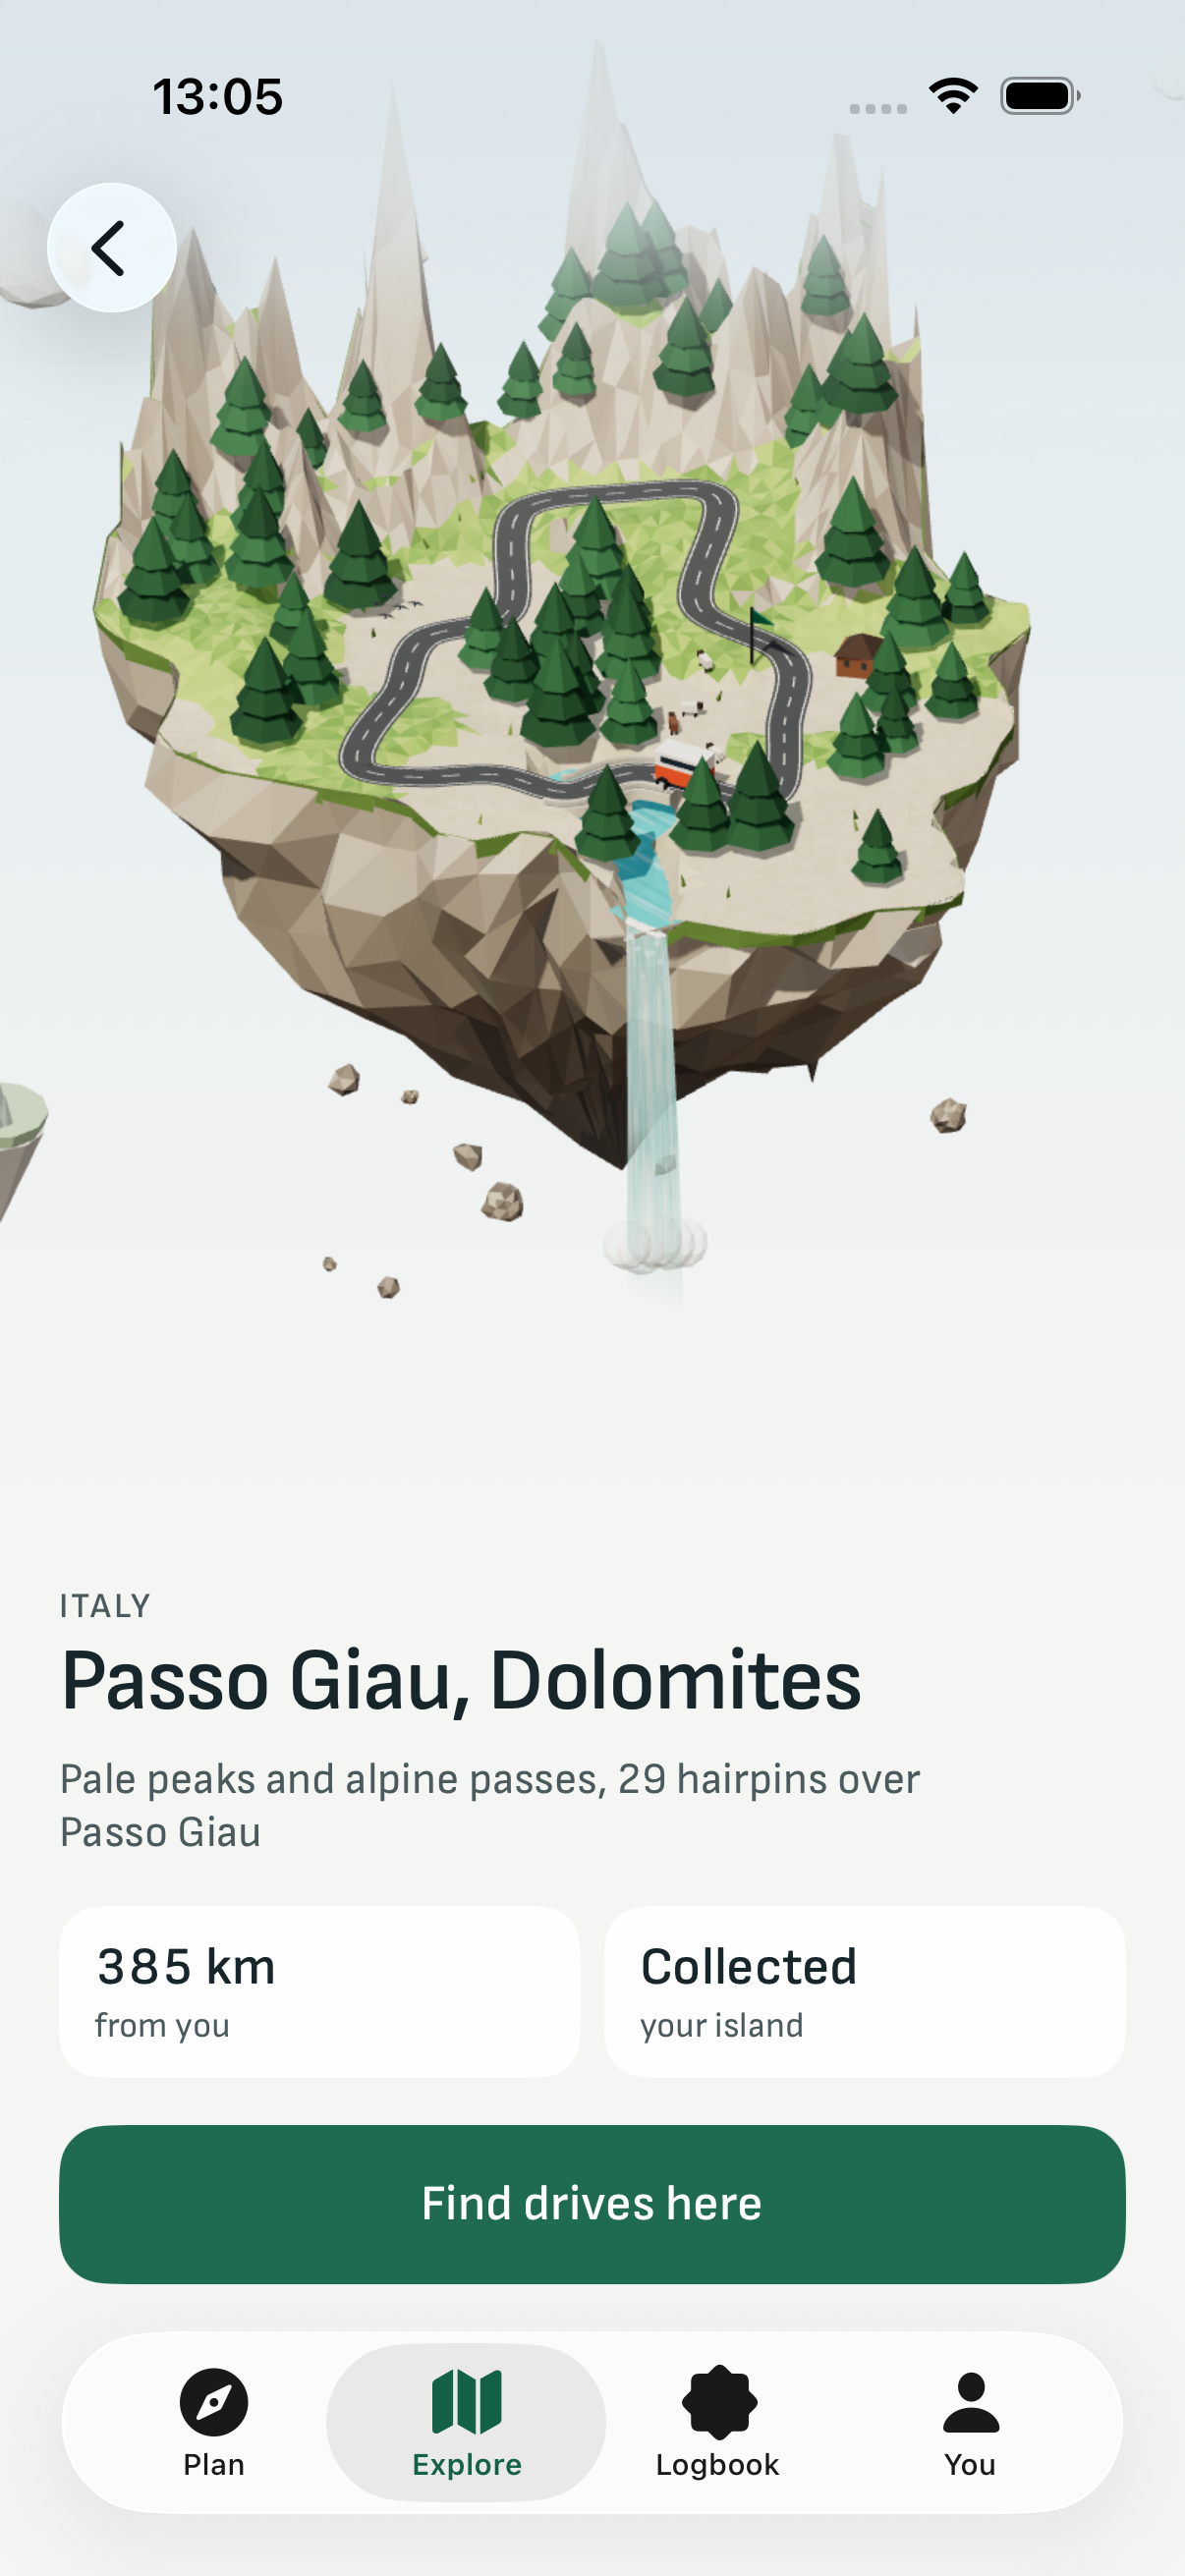 13:05
ITALY
Passo Giau, Dolomites
Pale peaks and alpine passes, 29 hairpins over
Passo Giau
385 km
from you
Collected
your island
Find drives here
Plan
Explore
Logbook
You